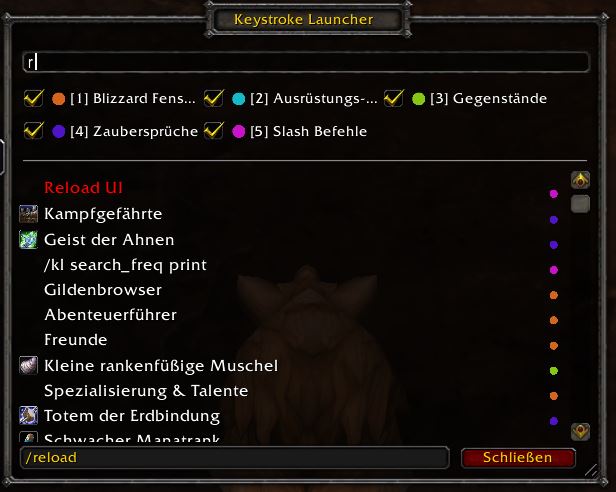 Keystroke Launcher
r
[1] Blizzard Fens... [2] Ausrüstungs-... [3] Gegenstände
[4] Zaubersprüche [5] Slash Befehle
Reload UI
Kampfgefährte
Geist der Ahnen
/kl search_freq print
Gildenbrowser
Abenteuerführer
Freunde
Kleine rankenfüßige Muschel
Spezialisierung & Talente
Totem der Erdbindung
Schwacher Manatrank
/reload Schließen